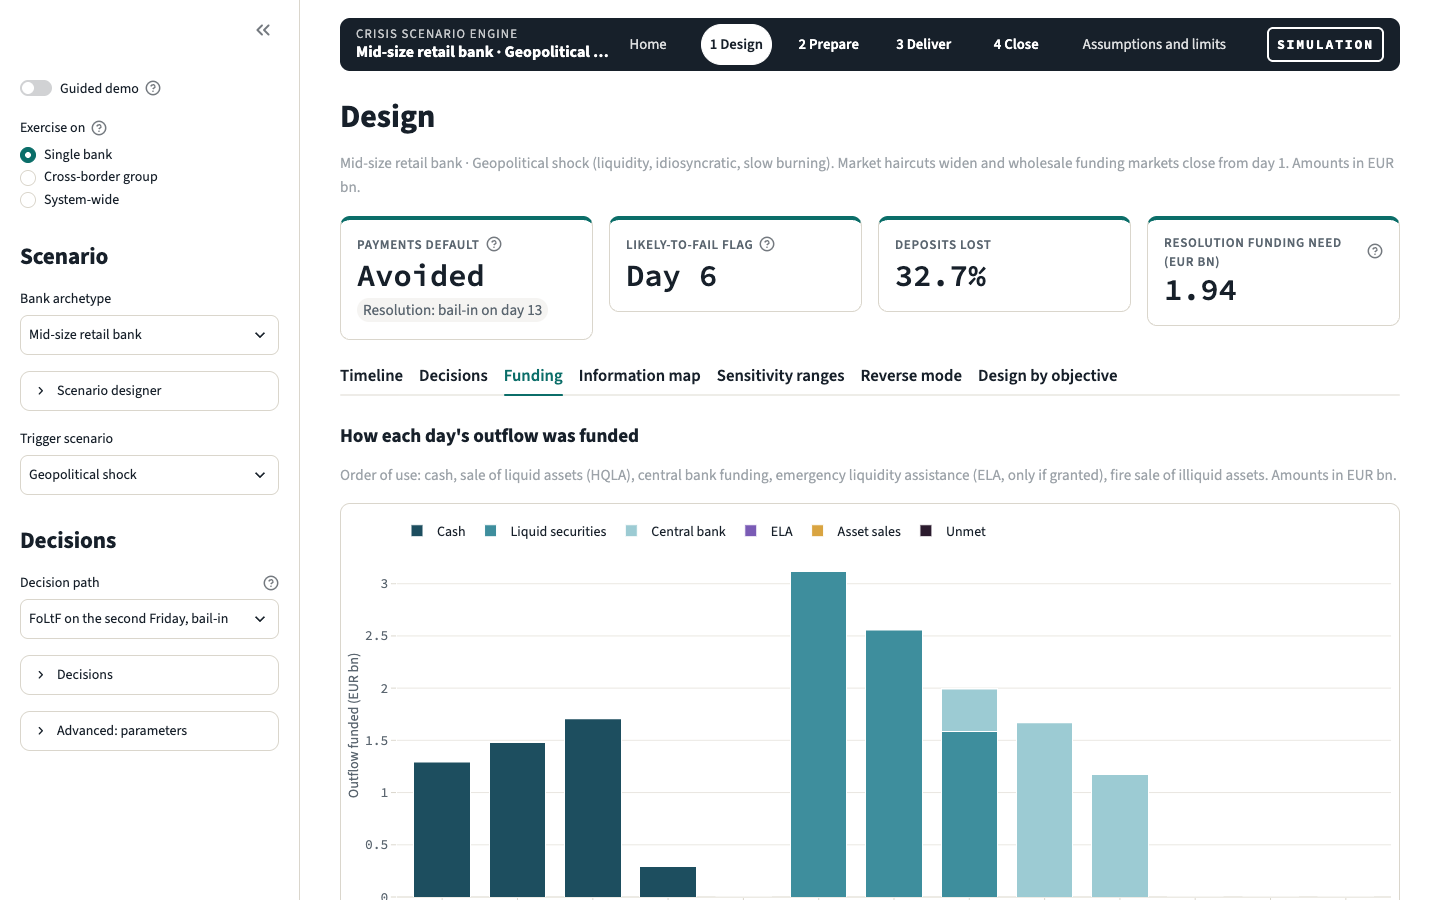 Guided demo
Exercise on
Single bank
Cross-border group
System-wide
Scenario
Bank archetype
Mid-size retail bank
Scenario designer
Trigger scenario
Geopolitical shock
Decisions
Decision path
FoLtF on the second Friday, bail-in
Decisions
Advanced: parameters
CRISIS SCENARIO ENGINE
Mid-size retail bank · Geopolitical ...
Home
1 Design
2 Prepare
3 Deliver
4 Close
Assumptions and limits
SIMULATION
Design
Mid-size retail bank · Geopolitical shock (liquidity, idiosyncratic, slow burning). Market haircuts widen and wholesale funding markets close from day 1. Amounts in EUR
bn.
PAYMENTS DEFAULT
Avoided
Resolution: bail-in on day 13
LIKELY-TO-FAIL FLAG
Day 6
DEPOSITS LOST
32.7%
RESOLUTION FUNDING NEED
(EUR BN)
1.94
Timeline
Decisions
Funding
Information map
Sensitivity ranges
Reverse mode
Design by objective
How each day's outflow was funded
Order of use: cash, sale of liquid assets (HQLA), central bank funding, emergency liquidity assistance (ELA, only if granted), fire sale of illiquid assets. Amounts in EUR bn.
Cash
Liquid securities
Central bank
ELA
Asset sales
Unmet
Outflow funded (EUR bn)
3
2.5
2
1.5
1
0.5
0